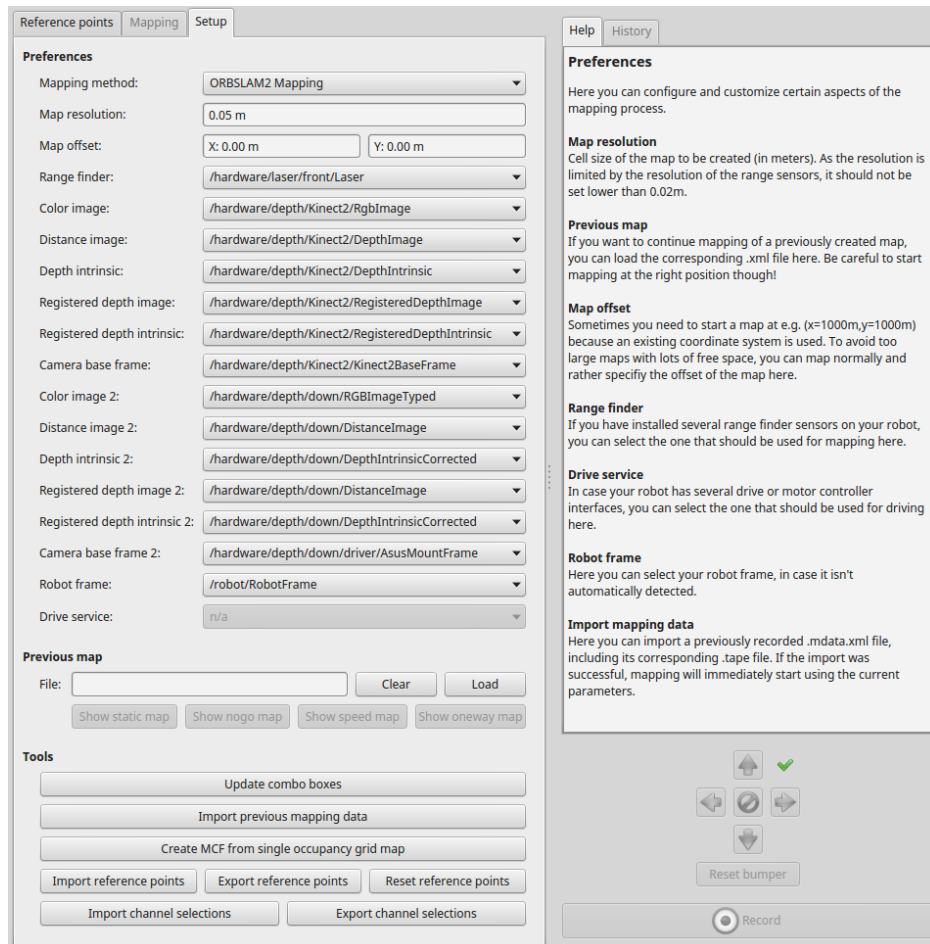 Reference points
Mapping
Setup
Preferences
Mapping method: ORBSLAM2 Mapping
Map resolution: 0.05 m
Map offset: X: 0.00 m Y: 0.00 m
Range finder: /hardware/laser/front/Laser
Color image: /hardware/depth/Kinect2/RgbImage
Distance image: /hardware/depth/Kinect2/DepthImage
Depth intrinsic: /hardware/depth/Kinect2/DepthIntrinsic
Registered depth image: /hardware/depth/Kinect2/RegisteredDepthImage
Registered depth intrinsic: /hardware/depth/Kinect2/RegisteredDepthIntrinsic
Camera base frame: /hardware/depth/Kinect2/Kinect2BaseFrame
Color image 2: /hardware/depth/down/RGBImageTyped
Distance image 2: /hardware/depth/down/DistanceImage
Depth intrinsic 2: /hardware/depth/down/DepthIntrinsicCorrected
Registered depth image 2: /hardware/depth/down/DistanceImage
Registered depth intrinsic 2: /hardware/depth/down/DepthIntrinsicCorrected
Camera base frame 2: /hardware/depth/down/driver/AsusMountFrame
Robot frame: /robot/RobotFrame
Drive service: n/a
Previous map
File: Clear Load
Show static map Show nogo map Show speed map Show oneway map
Tools
Update combo boxes
Import previous mapping data
Create MCF from single occupancy grid map
Import reference points Export reference points Reset reference points
Import channel selections Export channel selections
Help
History
Preferences
Here you can configure and customize certain aspects of the
mapping process.
Map resolution
Cell size of the map to be created (in meters). As the resolution is
limited by the resolution of the range sensors, it should not be
set lower than 0.02m.
Previous map
If you want to continue mapping of a previously created map,
you can load the corresponding .xml file here. Be careful to start
mapping at the right position though!
Map offset
Sometimes you need to start a map at e.g. (x=1000m,y=1000m)
because an existing coordinate system is used. To avoid too
large maps with lots of free space, you can map normally and
rather specifiy the offset of the map here.
Range finder
If you have installed several range finder sensors on your robot,
you can select the one that should be used for mapping here.
Drive service
In case your robot has several drive or motor controller
interfaces, you can select the one that should be used for driving
here.
Robot frame
Here you can select your robot frame, in case it isn't
automatically detected.
Import mapping data
Here you can import a previously recorded .mdata.xml file,
including its corresponding .tape file. If the import was
successful, mapping will immediately start using the current
parameters.
Reset bumper
Record